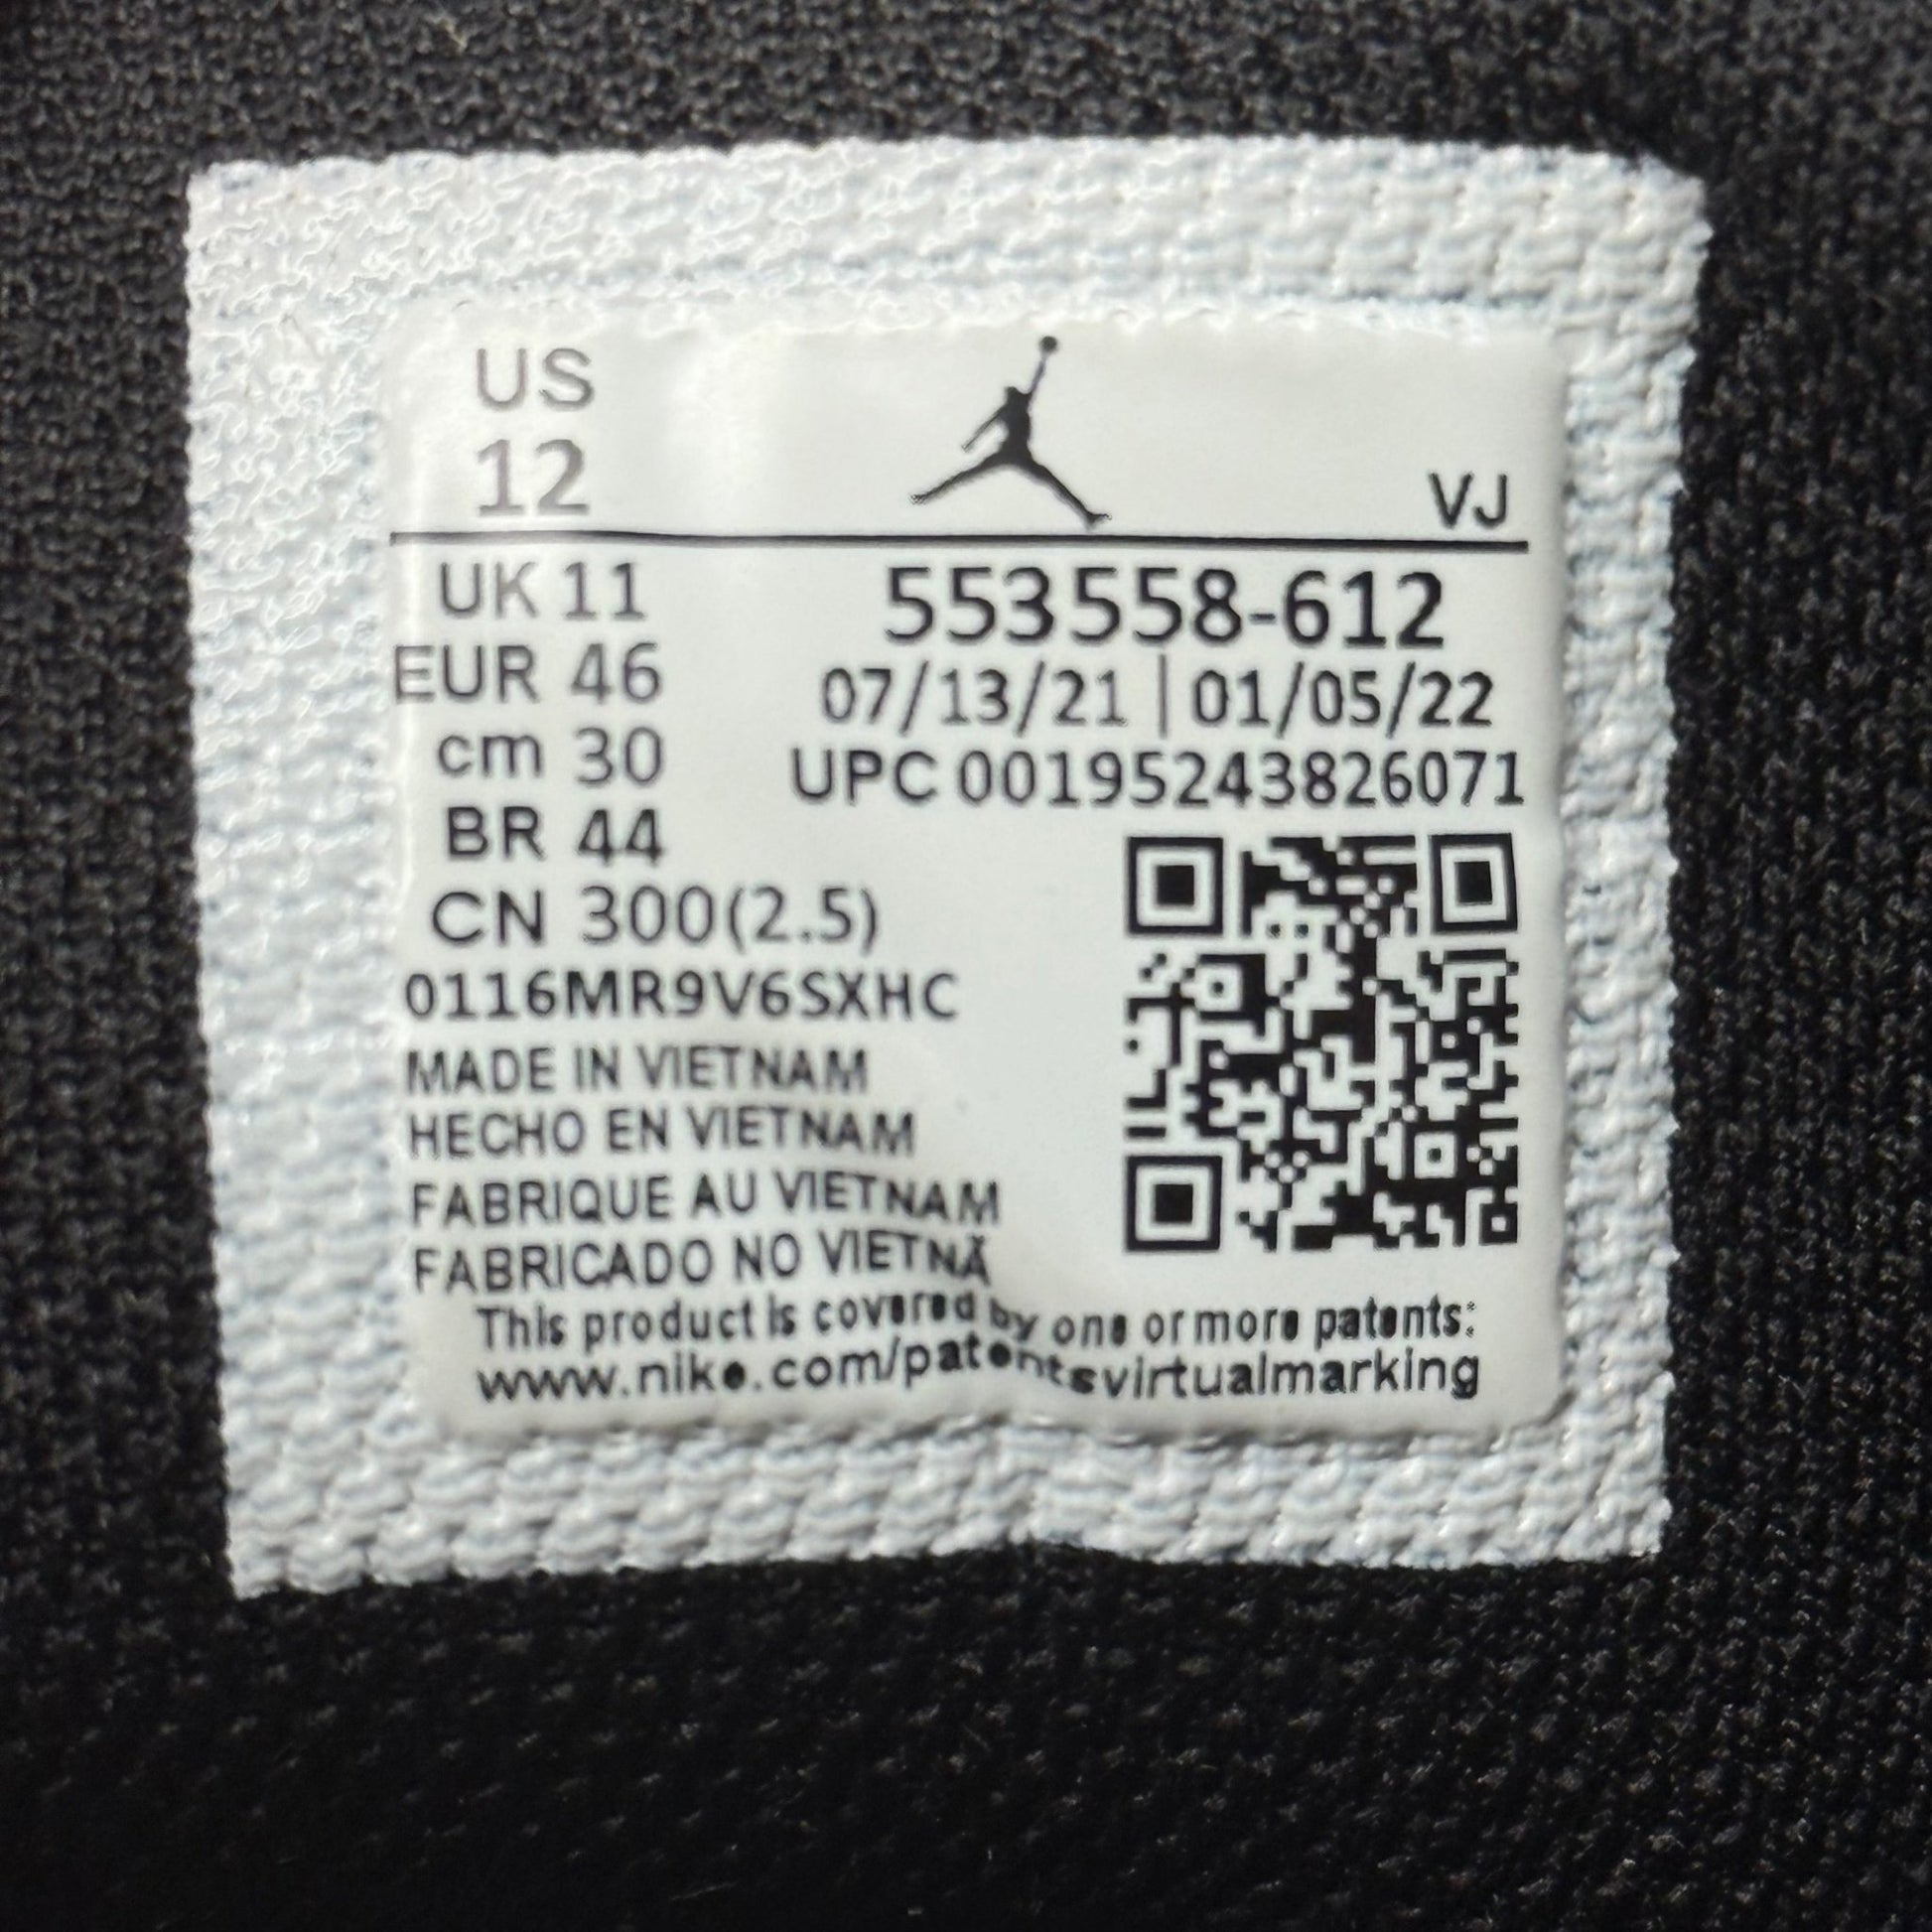 US
12
VJ
UK 11
EUR 46
cm 30
BR 44
CN 300(2.5)
553558-612
07/13/21 | 01/05/22
UPC 00195243826071
0116MR9V6SXHC
MADE IN VIETNAM
HECHO EN VIETNAM
FABRIQUE AU VIETNAM
FABRICADO NO VIETNÃ
This product is covered by one or more patents:
www.nike.com/patentsvirtualmarking